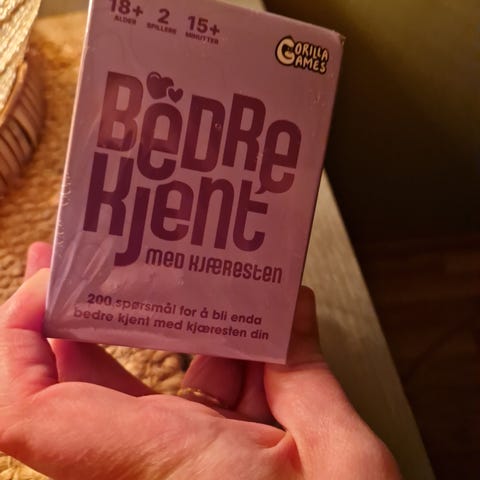 18+ 2 15+
ALDER SPILLERE MINUTTER
GORILLA
GAMES
BEDRE
KJENT
MED KJÆRESTEN
200 spørsmål for å bli enda
bedre kjent med kjæresten din